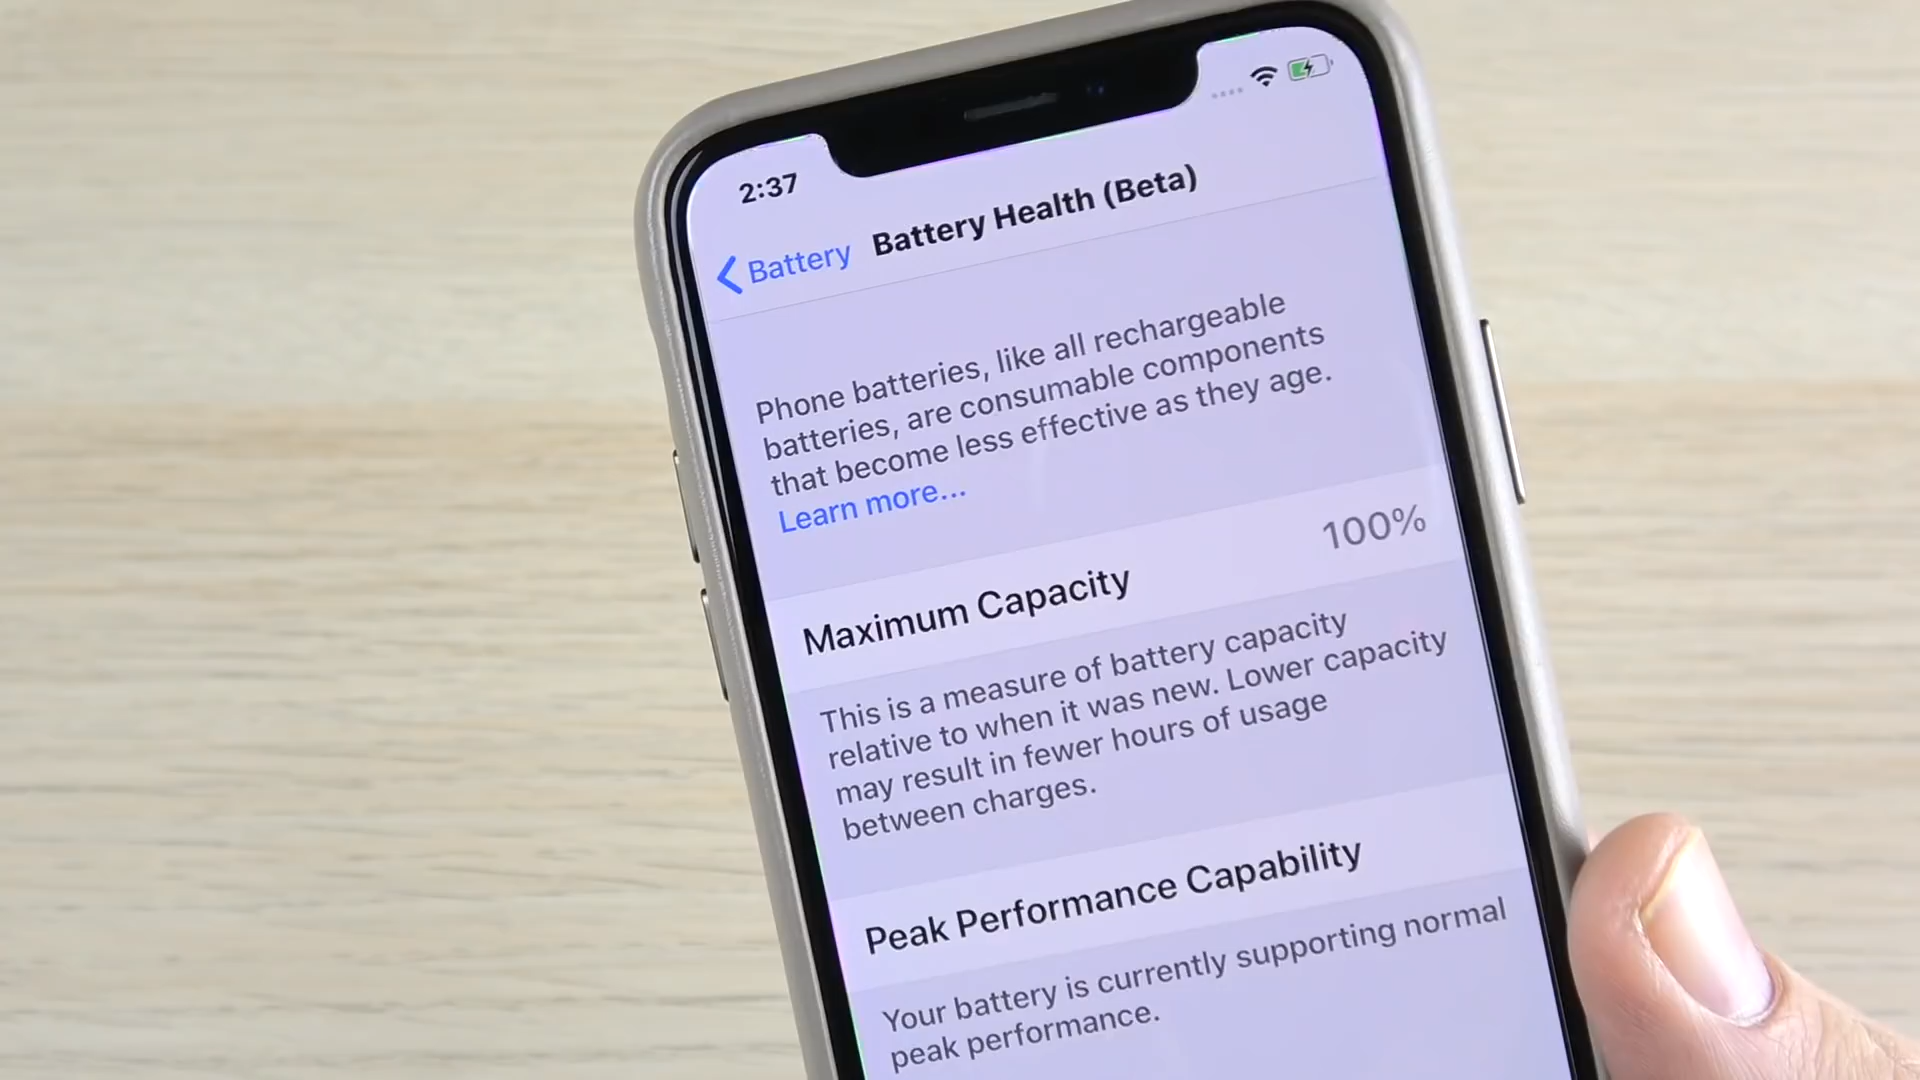 2:37
Battery
Battery Health (Beta)
Phone batteries, like all rechargeable
batteries, are consumable components
that become less effective as they age.
Learn more...
Maximum Capacity
100%
This is a measure of battery capacity
relative to when it was new. Lower capacity
may result in fewer hours of usage
between charges.
Peak Performance Capability
Your battery is currently supporting normal
peak performance.